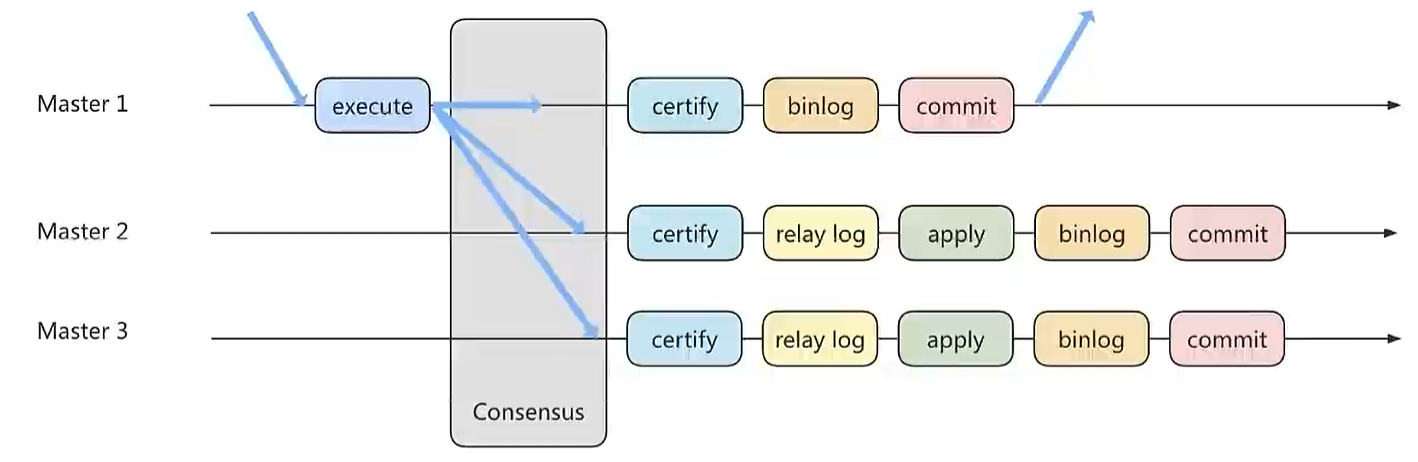 Master 1
execute
certify
binlog
commit
Master 2
certify
relay log
apply
binlog
commit
Master 3
certify
relay log
apply
binlog
commit
Consensus